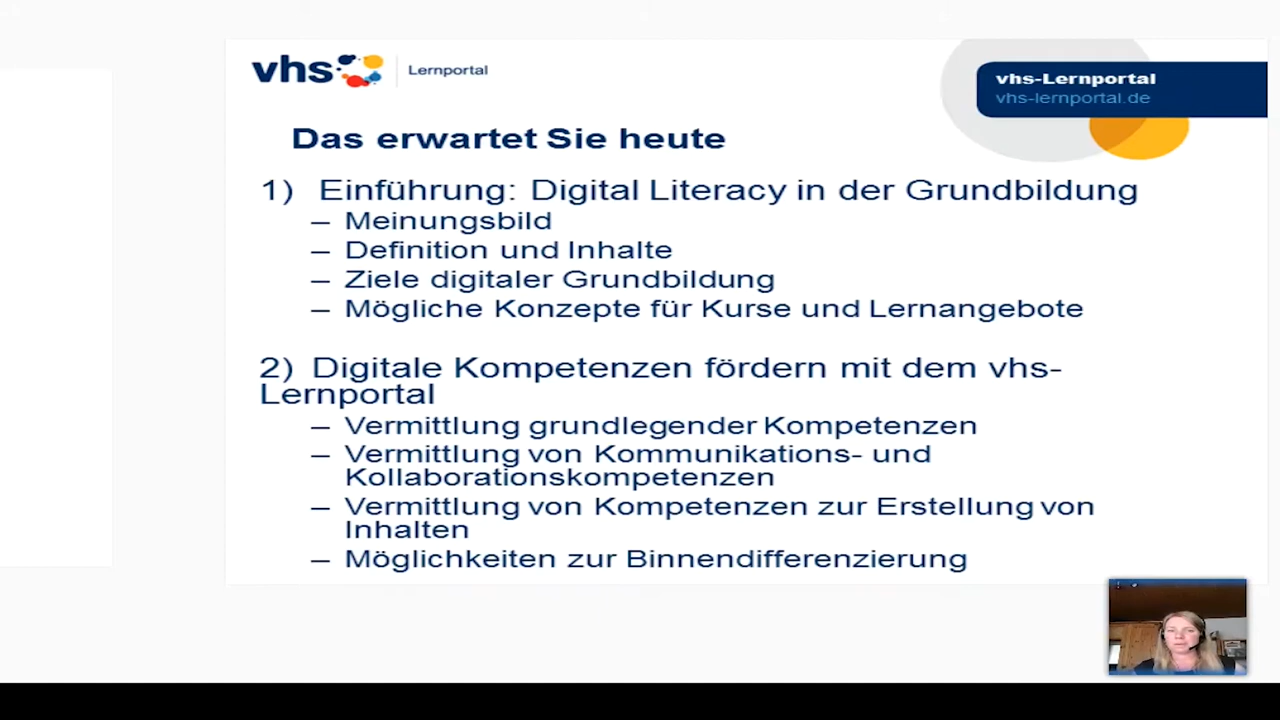 vhs
Lernportal
vhs-Lernportal
vhs-lernportal.de
Das erwartet Sie heute
1) Einführung: Digital Literacy in der Grundbildung
– Meinungsbild
– Definition und Inhalte
– Ziele digitaler Grundbildung
– Mögliche Konzepte für Kurse und Lernangebote
2) Digitale Kompetenzen fördern mit dem vhs-
Lernportal
– Vermittlung grundlegender Kompetenzen
– Vermittlung von Kommunikations- und
Kollaborationskompetenzen
– Vermittlung von Kompetenzen zur Erstellung von
Inhalten
– Möglichkeiten zur Binnendifferenzierung